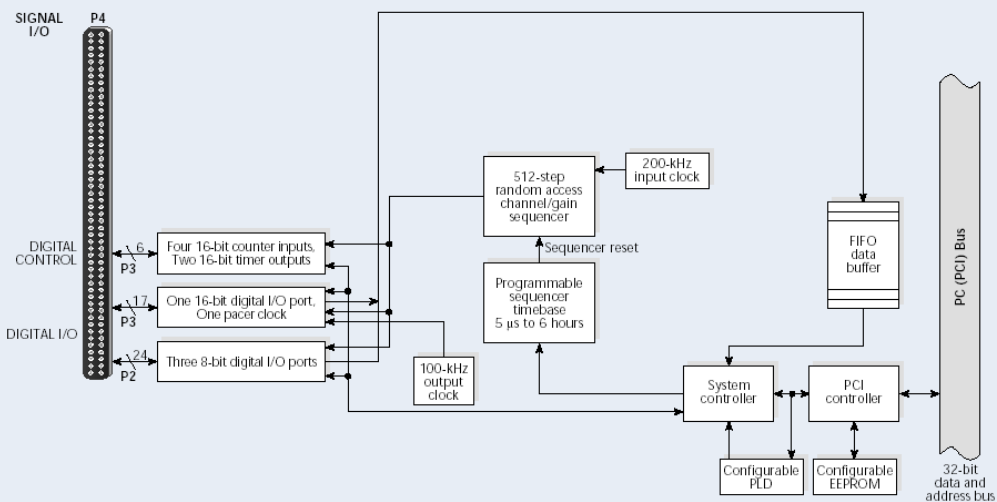 SIGNAL
I/O
P4
512-step
random access
channel/gain
sequencer
200-kHz
input clock
Sequencer reset
FIFO
data
buffer
PC (PCI) Bus
DIGITAL
CONTROL
6
P3
Four 16-bit counter inputs,
Two 16-bit timer outputs
Programmable
sequencer
timebase
5 µs to 6 hours
17
P3
One 16-bit digital I/O port,
One pacer clock
DIGITAL I/O
24
P2
Three 8-bit digital I/O ports
100-kHz
output
clock
System
controller
PCI
controller
Configurable
PLD
Configurable
EEPROM
32-bit
data and
address bus